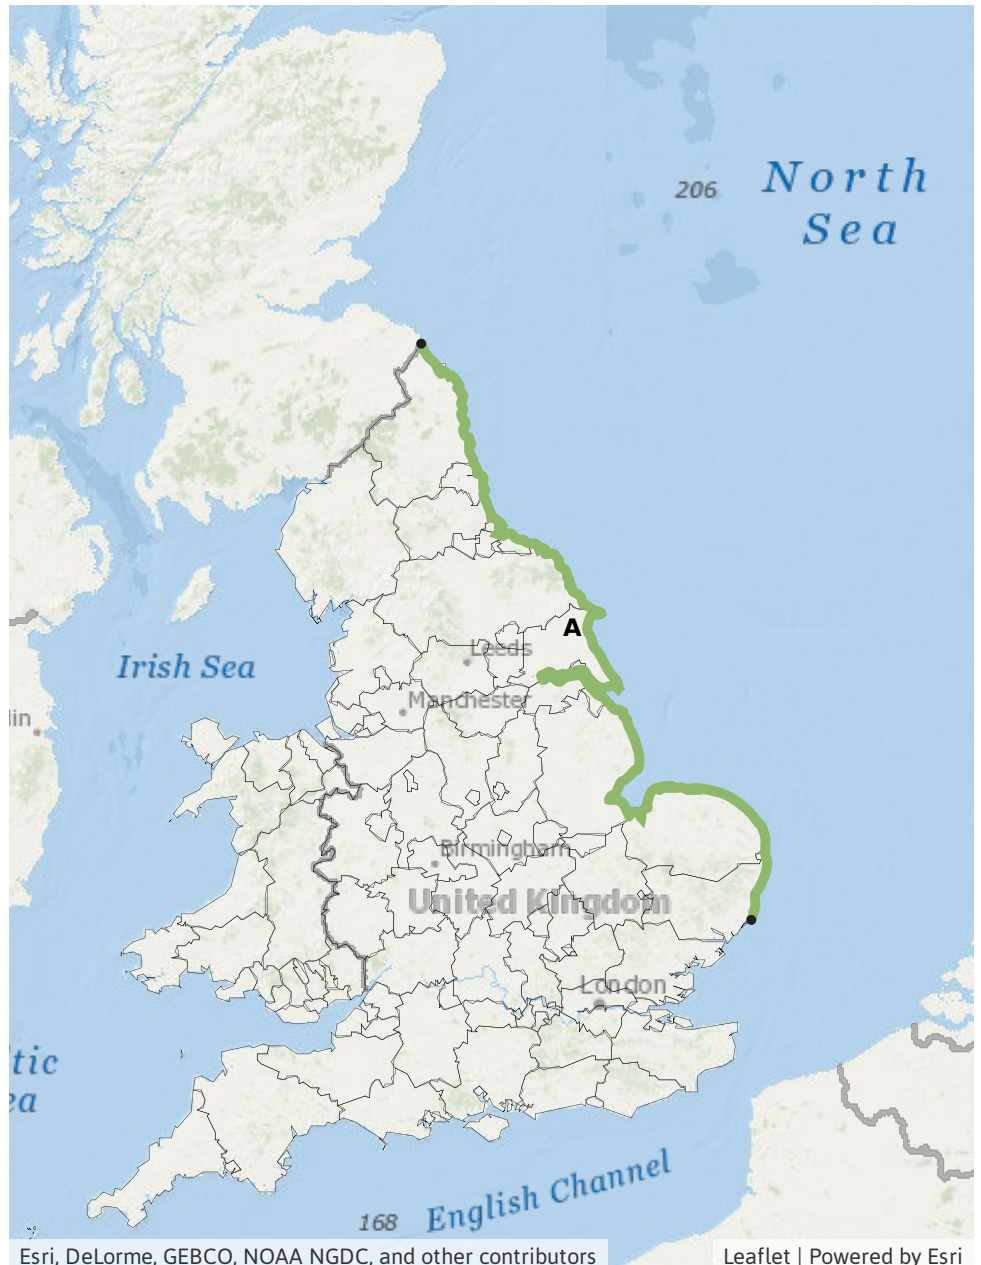 North
Sea
206
A
Leeds
Irish Sea
Manchester
lin
Birmingham
United Kingdom
London
tic
ea
English Channel
168
Esri, DeLorme, GEBCO, NOAA NGDC, and other contributors
Leaflet | Powered by Esri